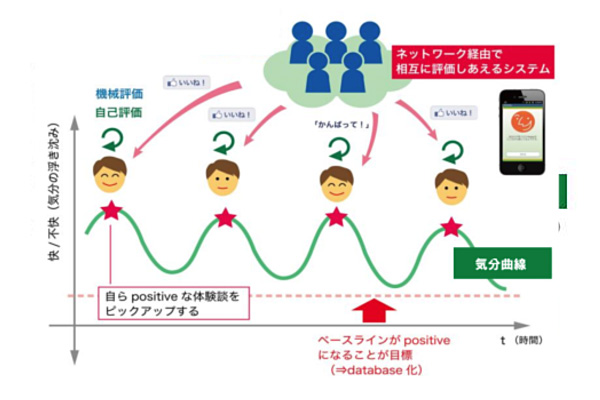 ネットワーク経由で
相互に評価しあえるシステム
いいね!
機械評価
自己評価
いいね!
「かんばって！」
いいね!
快 / 不快（気分の浮き沈み）
気分曲線
自ら positive な体験談を
ピックアップする
t （時間）
ベースラインが positive
になることが目標
（⇒database 化）